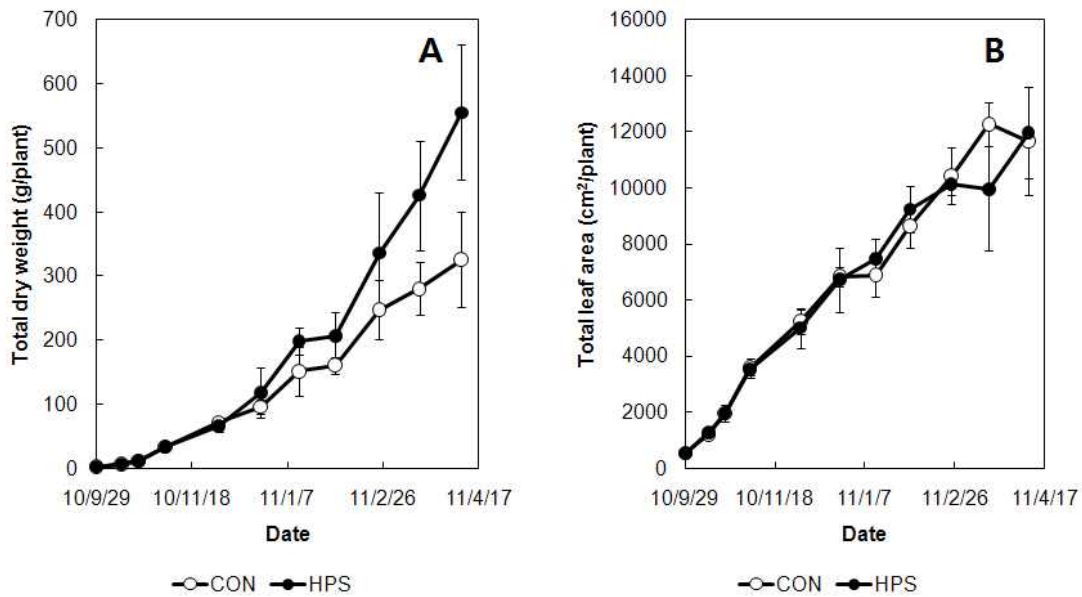 A
Total dry weight (g/plant)
700
600
500
400
300
200
100
0
10/9/29 10/11/18 11/1/7 11/2/26 11/4/17
Date
CON HPS
B
Total leaf area (cm²/plant)
16000
14000
12000
10000
8000
6000
4000
2000
0
10/9/29 10/11/18 11/1/7 11/2/26 11/4/17
Date
CON HPS